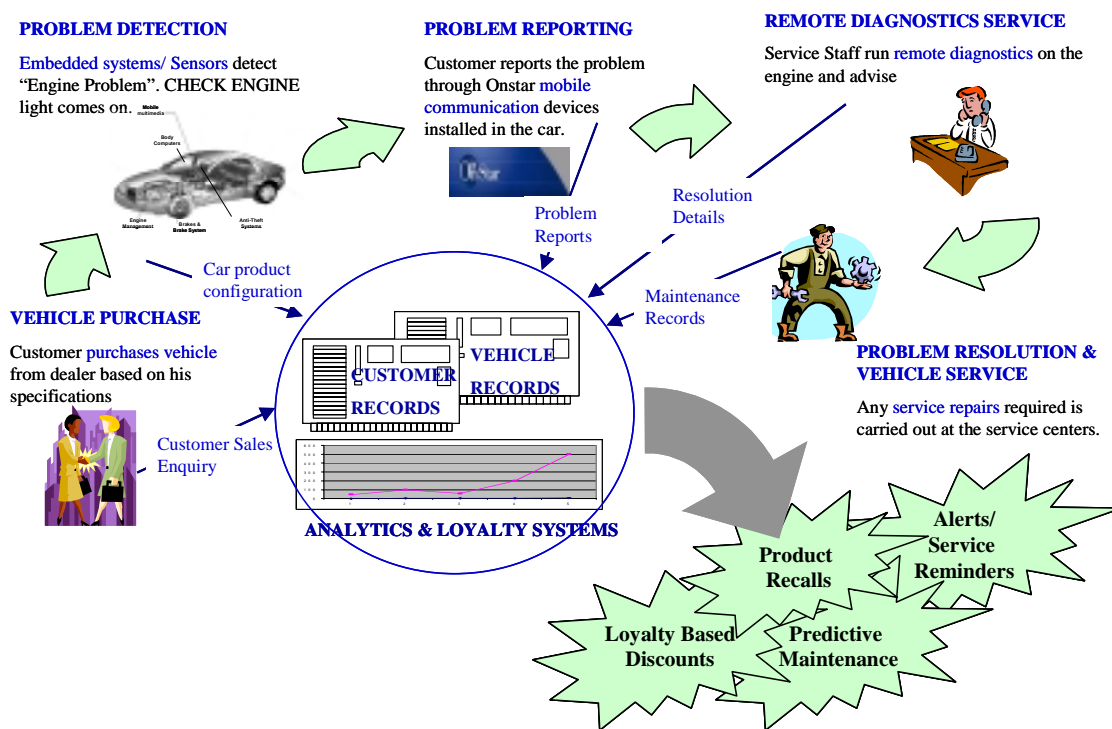 PROBLEM DETECTION
Embedded systems/ Sensors detect
“Engine Problem”. CHECK ENGINE
light comes on.
Mobile
multimedia
Body
Computers
Engine
Management
Brakes &
Brake System
Anti-Theft
Systems
PROBLEM REPORTING
Customer reports the problem
through Onstar mobile
communication devices
installed in the car.
OnStar
REMOTE DIAGNOSTICS SERVICE
Service Staff run remote diagnostics on the
engine and advise
Problem
Reports
Resolution
Details
Car product
configuration
Maintenance
Records
VEHICLE PURCHASE
Customer purchases vehicle
from dealer based on his
specifications
Customer Sales
Enquiry
VEHICLE
RECORDS
CUSTOMER
RECORDS
ANALYTICS & LOYALTY SYSTEMS
PROBLEM RESOLUTION &
VEHICLE SERVICE
Any service repairs required is
carried out at the service centers.
Alerts/
Service
Reminders
Product
Recalls
Loyalty Based
Discounts
Predictive
Maintenance